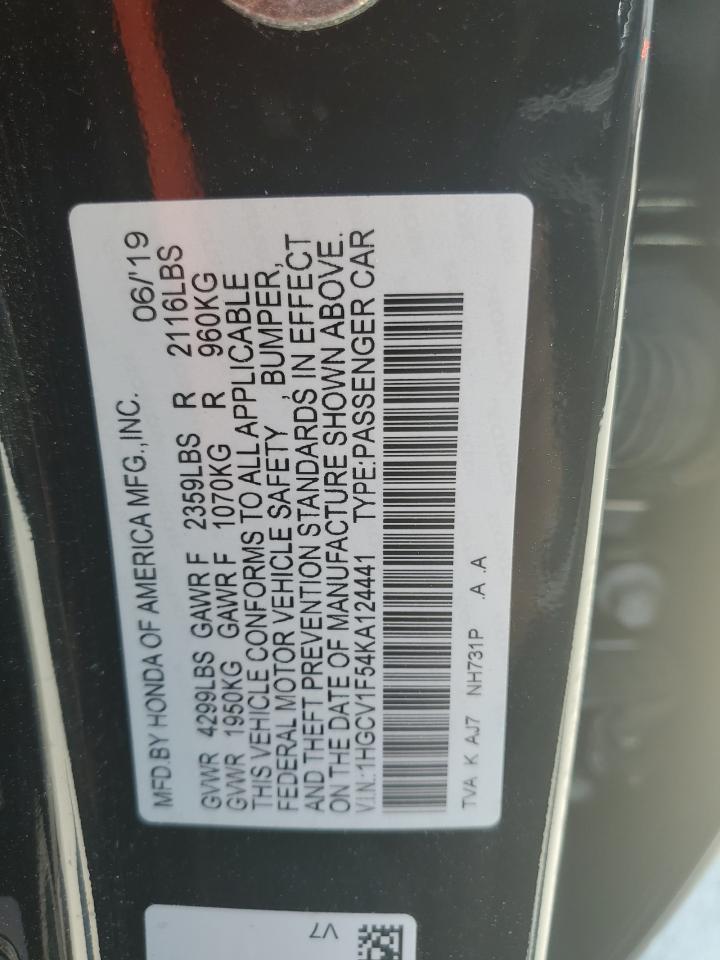 MFD.BY HONDA OF AMERICA MFG.,INC. 06/'19
GVWR 4299LBS GAWR F 2359LBS R 2116LBS
GVWR 1950KG GAWR F 1070KG R 960KG
THIS VEHICLE CONFORMS TO ALL APPLICABLE
FEDERAL MOTOR VEHICLE SAFETY , BUMPER,
AND THEFT PREVENTION STANDARDS IN EFFECT
ON THE DATE OF MANUFACTURE SHOWN ABOVE.
V.I.N.:1HGCV1F54KA124441 TYPE:PASSENGER CAR
TVA K AJ7 NH731P .A .A
V7